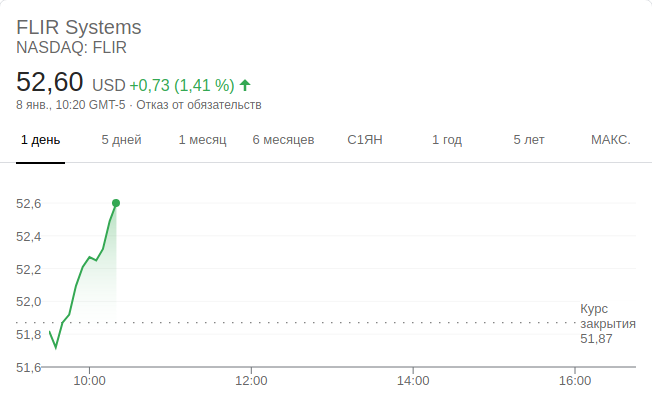 FLIR Systems
NASDAQ: FLIR
52,60 USD +0,73 (1,41 %)
8 янв., 10:20 GMT-5 · Отказ от обязательств
1 день 5 дней 1 месяц 6 месяцев С1ЯН 1 год 5 лет МАКС.
52,6
52,4
52,2
52,0
51,8
51,6
Курс
закрытия
51,87
10:00 12:00 14:00 16:00